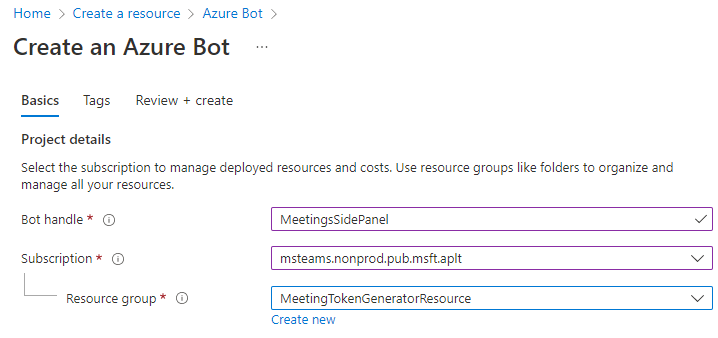 Home > Create a resource > Azure Bot >
Create an Azure Bot ...
Basics Tags Review + create
Project details
Select the subscription to manage deployed resources and costs. Use resource groups like folders to organize and
manage all your resources.
Bot handle * MeetingsSidePanel
Subscription * msteams.nonprod.pub.msft.aplt
Resource group * MeetingTokenGeneratorResource
Create new